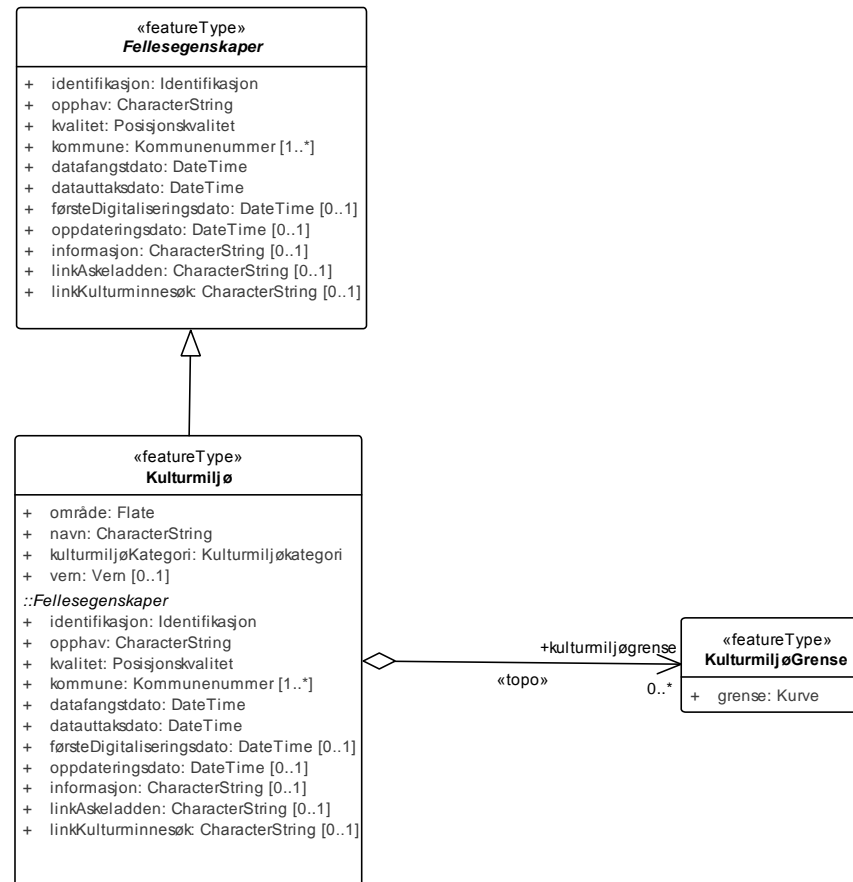 «featureType»
Fellesegenskaper
+ identifikasjon: Identifikasjon
+ opphav: CharacterString
+ kvalitet: Posisjonskvalitet
+ kommune: Kommunenummer [1..*]
+ datafangstdato: DateTime
+ datauttaksdato: DateTime
+ førsteDigitaliseringsdato: DateTime [0..1]
+ oppdateringsdato: DateTime [0..1]
+ informasjon: CharacterString [0..1]
+ linkAskeladden: CharacterString [0..1]
+ linkKulturminnesøk: CharacterString [0..1]
«featureType»
Kulturmiljø
+ område: Flate
+ navn: CharacterString
+ kulturmiljøKategori: Kulturmiljøkategori
+ vern: Vern [0..1]
::Fellesegenskaper
+ identifikasjon: Identifikasjon
+ opphav: CharacterString
+ kvalitet: Posisjonskvalitet
+ kommune: Kommunenummer [1..*]
+ datafangstdato: DateTime
+ datauttaksdato: DateTime
+ førsteDigitaliseringsdato: DateTime [0..1]
+ oppdateringsdato: DateTime [0..1]
+ informasjon: CharacterString [0..1]
+ linkAskeladden: CharacterString [0..1]
+ linkKulturminnesøk: CharacterString [0..1]
+kulturmiljøgrense
«topo»
0..*
«featureType»
KulturmiljøGrense
+ grense: Kurve